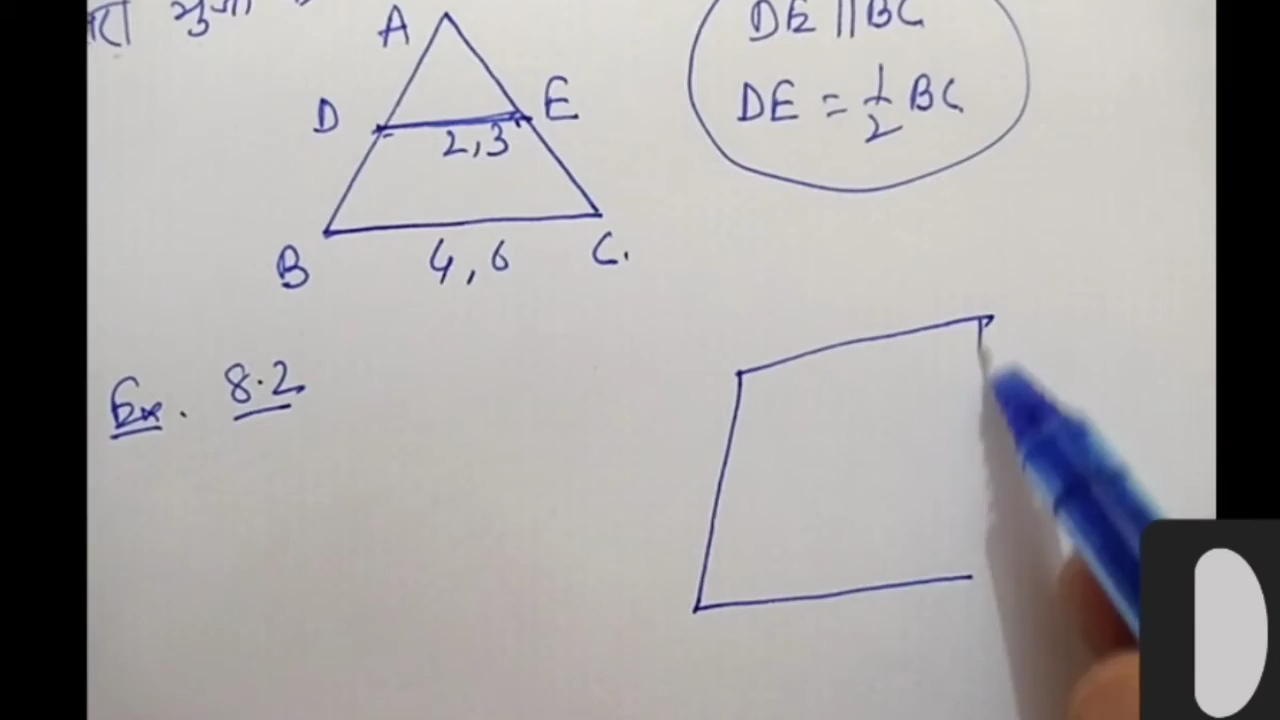 भुजा
A
DE || BC
D
E
DE = 1/2 BC
2,3
B
4,6
C.
Ex. 8.2